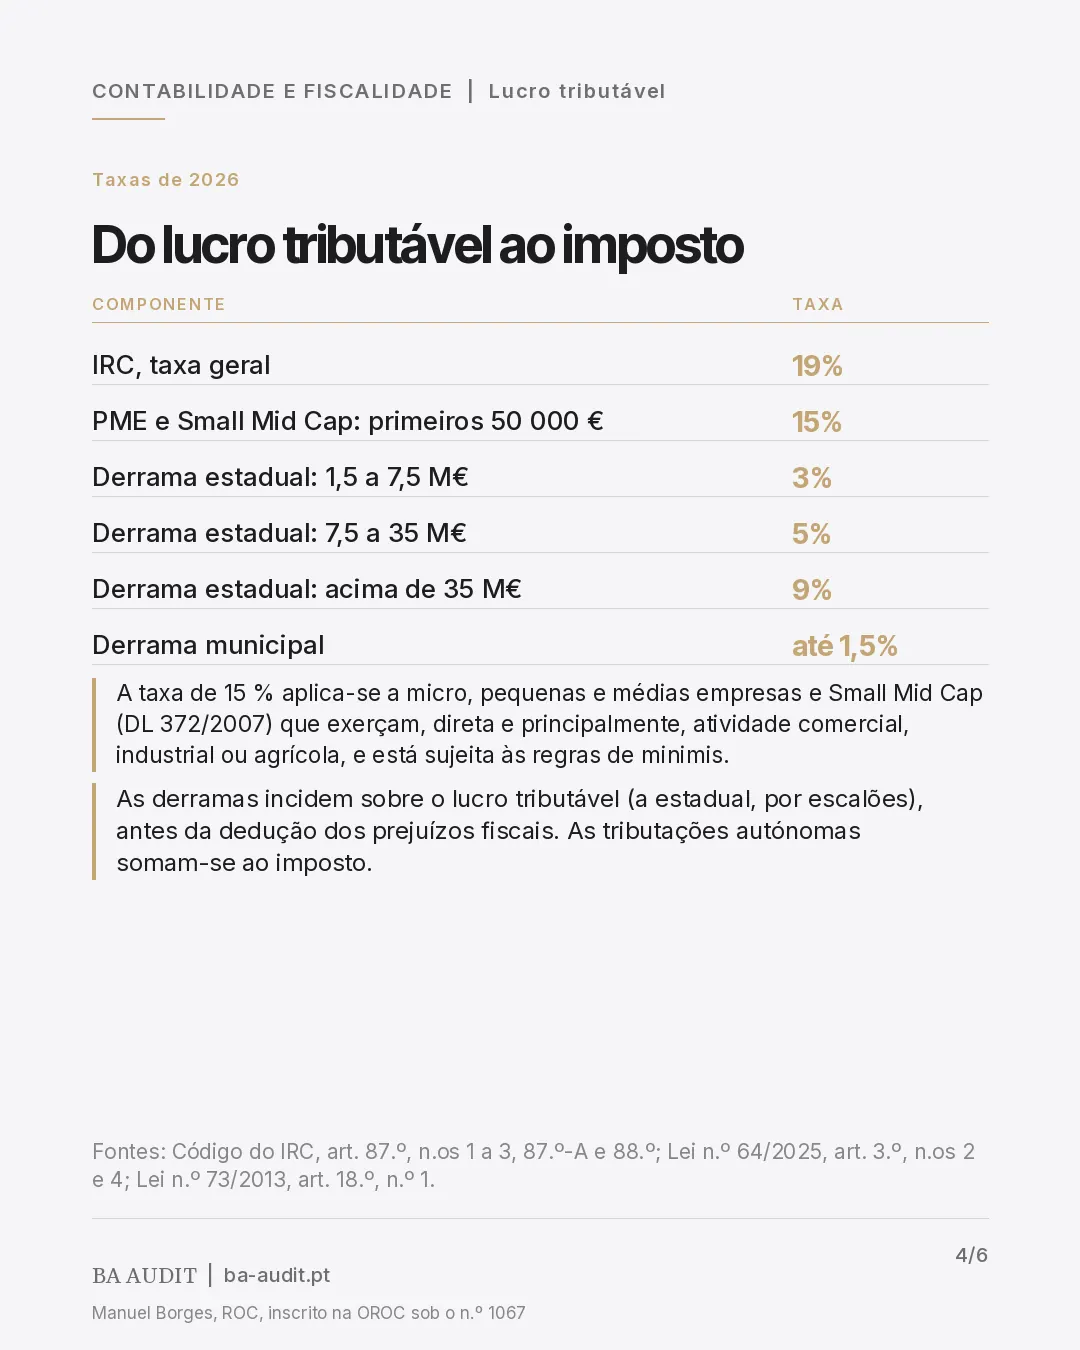 CONTABILIDADE E FISCALIDADE | Lucro tributável
Taxas de 2026
Do lucro tributável ao imposto
COMPONENTE TAXA
IRC, taxa geral 19%
PME e Small Mid Cap: primeiros 50 000 € 15%
Derrama estadual: 1,5 a 7,5 M€ 3%
Derrama estadual: 7,5 a 35 M€ 5%
Derrama estadual: acima de 35 M€ 9%
Derrama municipal até 1,5%
A taxa de 15 % aplica-se a micro, pequenas e médias empresas e Small Mid Cap
(DL 372/2007) que exerçam, direta e principalmente, atividade comercial,
industrial ou agrícola, e está sujeita às regras de minimis.
As derramas incidem sobre o lucro tributável (a estadual, por escalões),
antes da dedução dos prejuízos fiscais. As tributações autónomas
somam-se ao imposto.
Fontes: Código do IRC, art. 87.º, n.os 1 a 3, 87.º-A e 88.º; Lei n.º 64/2025, art. 3.º, n.os 2
e 4; Lei n.º 73/2013, art. 18.º, n.º 1.
4/6
BA AUDIT | ba-audit.pt
Manuel Borges, ROC, inscrito na OROC sob o n.º 1067